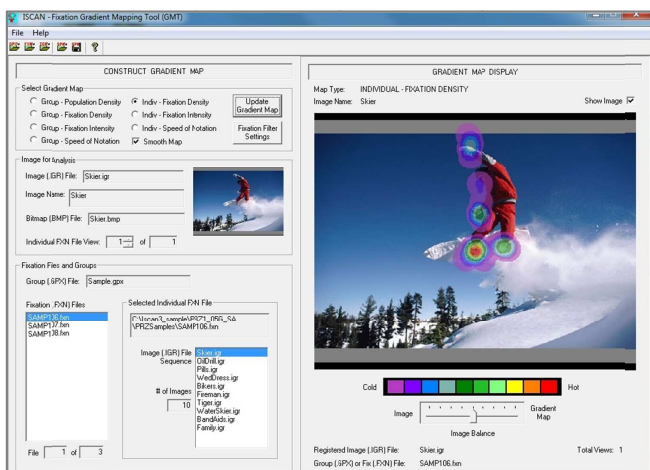 ISCAN - Fixation Gradient Mapping Tool (GMT)
File Help
CONSTRUCT GRADIENT MAP
Select Gradient Map
Group - Population Density
Indiv - Fixation Density
Update Gradient Map
Group - Fixation Density
Indiv - Fixation Intensity
Group - Fixation Intensity
Indiv - Speed of Notation
Fixation Filter Settings
Group - Speed of Notation
Smooth Map
Image for Analysis
Image (.IGR) File: Skier.igr
Image Name: Skier
Bitmap (BMP) File: Skier.bmp
Individual FXN File View: 1 of 1
Fixation Files and Groups
Group (.GPX) File: Sample.gpx
Fixation (.FXN) Files
SAMP106.fxn
SAMP107.fxn
SAMP108.fxn
File 1 of 3
Selected Individual FXN File
\PRZSamples\SAMP106.fxn
Image (.IGR) File Sequence
# of Images
10
Skier.igr
OilDrill.igr
Pills.igr
WedDress.igr
Bikers.igr
Fireman.igr
Tiger.igr
WaterSkier.igr
BandAids.igr
Family.igr
GRADIENT MAP DISPLAY
Map Type: INDIVIDUAL - FIXATION DENSITY
Image Name: Skier
Show Image
Cold
Hot
Image
Gradient Map
Image Balance
Registered Image (.IGR) File: Skier.igr
Total Views: 1
Group (.GPX) or Fix (.FXN) File: SAMP106.fxn